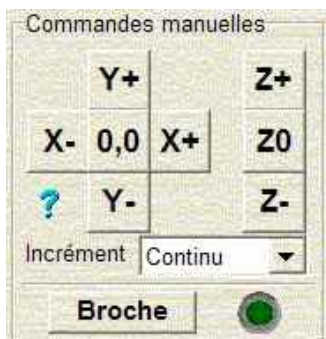 Commandes manuelles
Y+ Z+
X- 0,0 X+ Z0
? Y- Z-
Incrément Continu
Broche